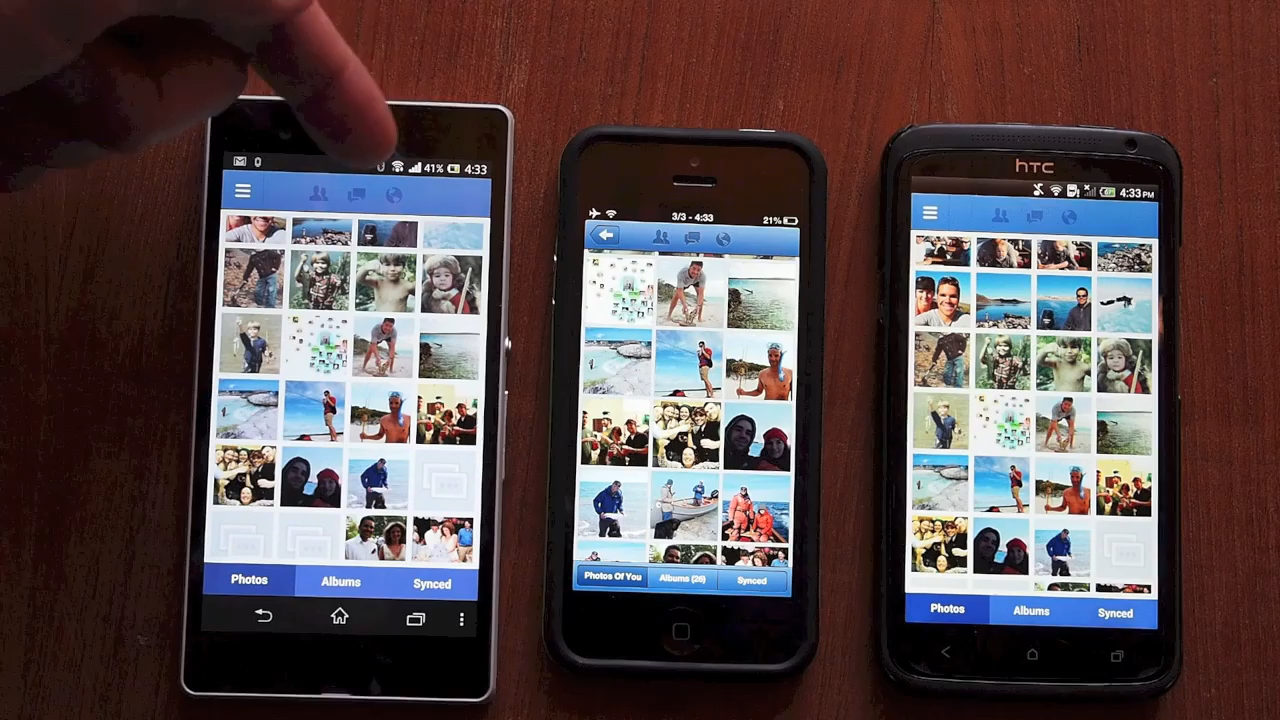 41% 4:33
Photos Albums Synced
3/3 - 4:33 21%
Photos Of You Albums (26) Synced
hTC
4:33 PM
Photos Albums Synced